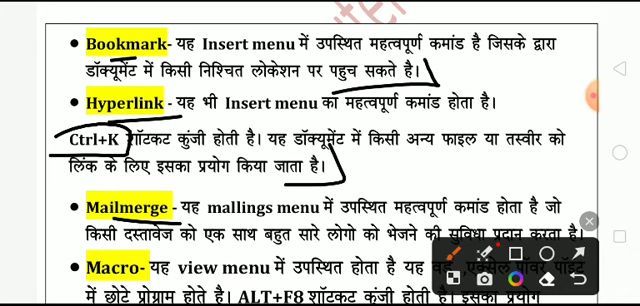 Bookmark- यह Insert menu में उपस्थित महत्वपूर्ण कमांड है जिसके द्वारा
डॉक्यूमेंट में किसी निश्चित लोकेशन पर पहुच सकते है।
Hyperlink - यह भी Insert menu का महत्वपूर्ण कमांड होता है।
Ctrl+K शॉटकट कुंजी होती है। यह डॉक्यूमेंट में किसी अन्य फाइल या तस्वीर को
लिंक के लिए इसका प्रयोग किया जाता है।
Mailmerge - यह mallings menu में उपस्थित महत्वपूर्ण कमांड होता है जो
किसी दस्तावेज को एक साथ बहुत सारे लोगो को भेजने की सुविधा प्रदान करता है।
Macro- यह view menu में उपस्थित होता है यह
में छोटे प्रोग्राम होते है। ALT+F8 शॉटकट कुंजी होती है। इसका प्रयोग